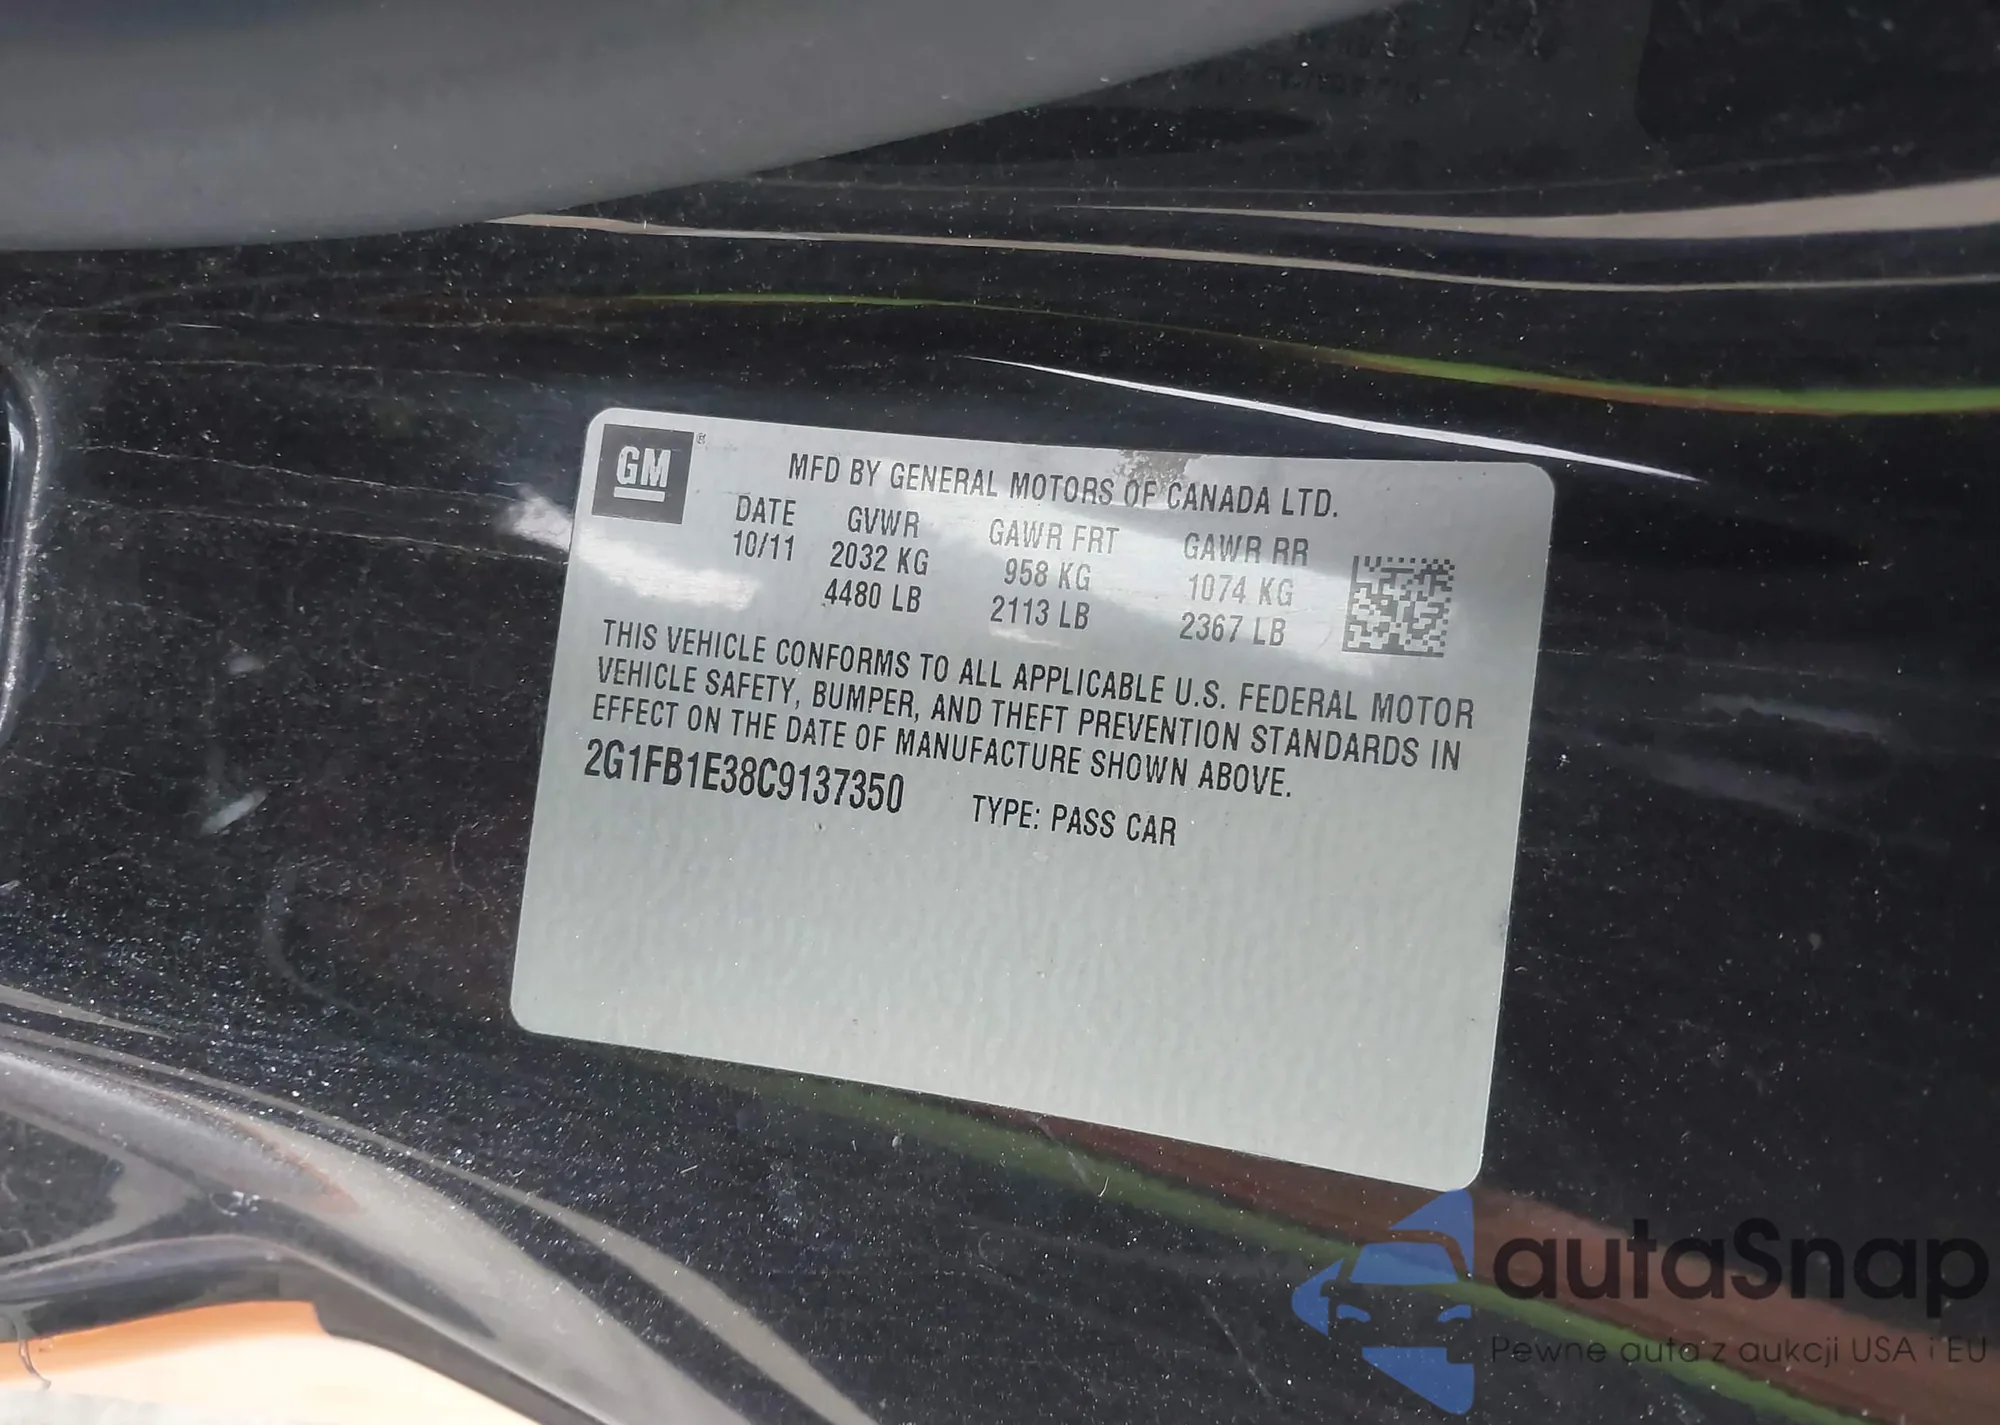 GM ®
MFD BY GENERAL MOTORS OF CANADA LTD.
DATE GVWR GAWR FRT GAWR RR
10/11 2032 KG 958 KG 1074 KG
4480 LB 2113 LB 2367 LB
THIS VEHICLE CONFORMS TO ALL APPLICABLE U.S. FEDERAL MOTOR
VEHICLE SAFETY, BUMPER, AND THEFT PREVENTION STANDARDS IN
EFFECT ON THE DATE OF MANUFACTURE SHOWN ABOVE.
2G1FB1E38C9137350 TYPE: PASS CAR
autaSnap
Pewne auta z aukcji USA i EU